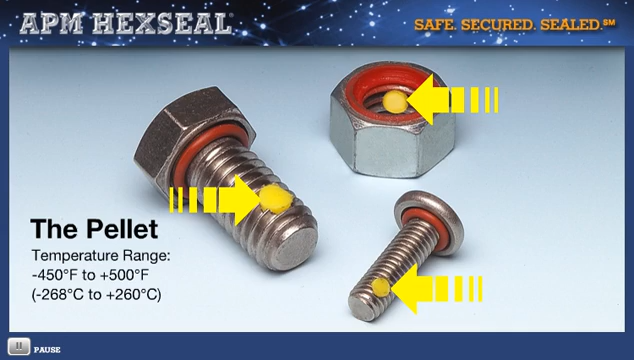 APM HEXSEAL®
SAFE. SECURED. SEALED.℠
The Pellet
Temperature Range:
-450°F to +500°F
(-268°C to +260°C)
PAUSE